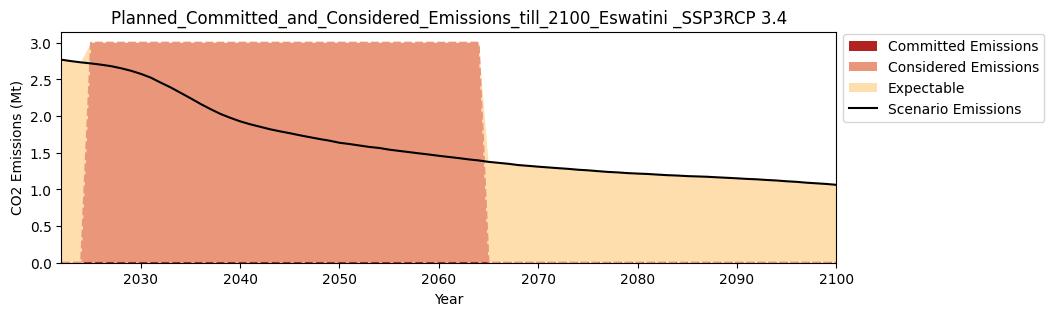 Planned_Committed_and_Considered_Emissions_till_2100_Eswatini _SSP3RCP 3.4
CO2 Emissions (Mt)
3.0
2.5
2.0
1.5
1.0
0.5
0.0
2030 2040 2050 2060 2070 2080 2090 2100
Year
Committed Emissions
Considered Emissions
Expectable
Scenario Emissions